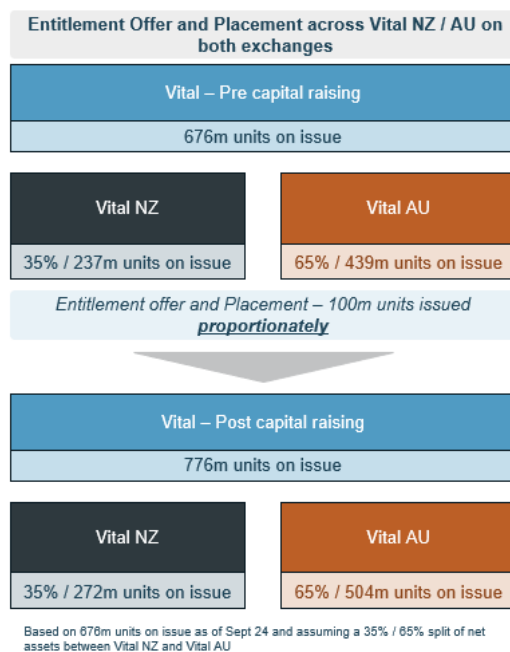 Entitlement Offer and Placement across Vital NZ / AU on
both exchanges
Vital – Pre capital raising
676m units on issue
Vital NZ
Vital AU
35% / 237m units on issue
65% / 439m units on issue
Entitlement offer and Placement – 100m units issued
proportionately
Vital – Post capital raising
776m units on issue
Vital NZ
Vital AU
35% / 272m units on issue
65% / 504m units on issue
Based on 676m units on issue as of Sept 24 and assuming a 35% / 65% split of net
assets between Vital NZ and Vital AU